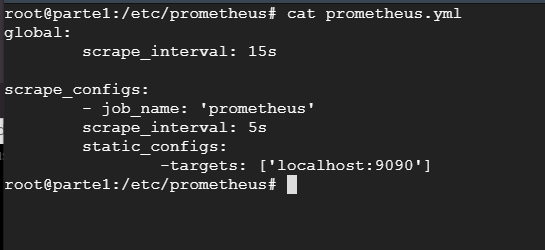 root@parte1:/etc/prometheus# cat prometheus.yml
global:
        scrape_interval: 15s

scrape_configs:
        - job_name: 'prometheus'
        scrape_interval: 5s
        static_configs:
                -targets: ['localhost:9090']
root@parte1:/etc/prometheus#